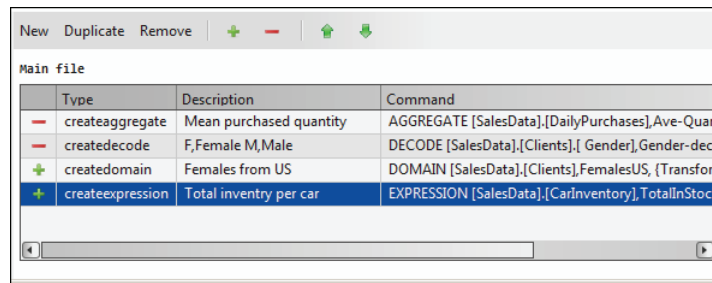 New Duplicate Remove
Main file
Type Description Command
createaggregate Mean purchased quantity AGGREGATE [SalesData].[DailyPurchases],Ave-Quar
createdecode F,Female M,Male DECODE [SalesData].[Clients].[ Gender],Gender-dec
createdomain Females from US DOMAIN [SalesData].[Clients],FemalesUS, {Transfor
createexpression Total inventry per car EXPRESSION [SalesData].[CarInventory],TotalInStoc